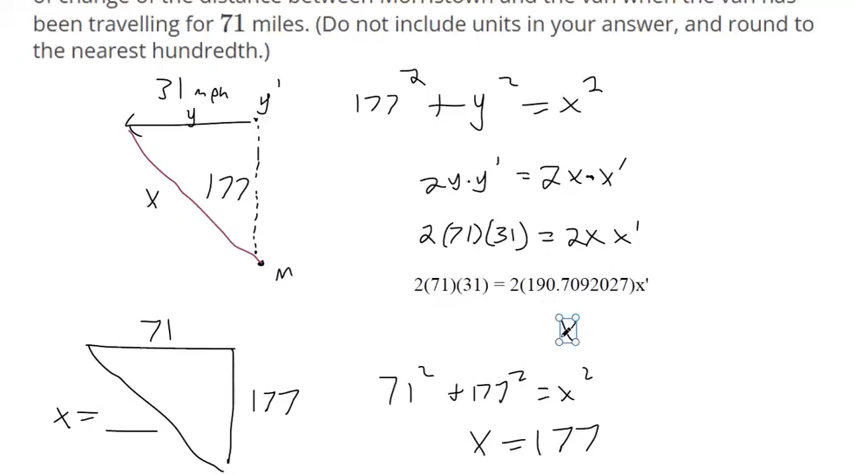 of change of the distance between Morristown and the van when the van has
been travelling for 71 miles. (Do not include units in your answer, and round to
the nearest hundredth.)
31 mph
y
y'
177² + y² = x²
x
177
2y·y' = 2x·x'
2(71)(31) = 2x x'
M
2(71)(31) = 2(190.7092027)x'
x
71
177
x = __
71² + 177² = x²
x = 177